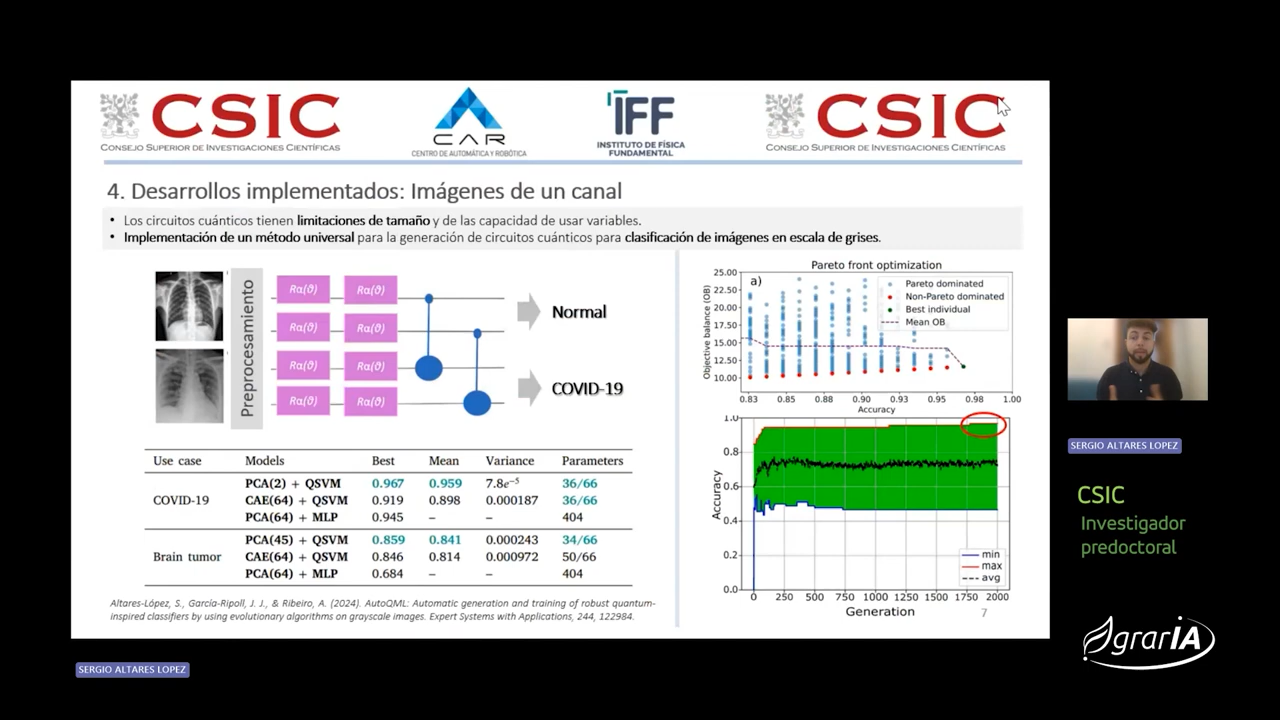 CSIC
CONSEJO SUPERIOR DE INVESTIGACIONES CIENTÍFICAS
CAR
CENTRO DE AUTOMÁTICA Y ROBÓTICA
IFF
INSTITUTO DE FÍSICA
FUNDAMENTAL
CSIC
CONSEJO SUPERIOR DE INVESTIGACIONES CIENTÍFICAS
4. Desarrollos implementados: Imágenes de un canal
• Los circuitos cuánticos tienen limitaciones de tamaño y de las capacidad de usar variables.
• Implementación de un método universal para la generación de circuitos cuánticos para clasificación de imágenes en escala de grises.
Preprocesamiento
Rα(ϑ) Rα(ϑ)
Rα(ϑ) Rα(ϑ)
Rα(ϑ) Rα(ϑ)
Rα(ϑ) Rα(ϑ)
Normal
COVID-19
Use case Models Best Mean Variance Parameters
PCA(2) + QSVM 0.967 0.959 7.8e⁻⁵ 36/66
COVID-19 CAE(64) + QSVM 0.919 0.898 0.000187 36/66
PCA(64) + MLP 0.945 – – 404
PCA(45) + QSVM 0.859 0.841 0.000243 34/66
Brain tumor CAE(64) + QSVM 0.846 0.814 0.000972 50/66
PCA(64) + MLP 0.684 – – 404
Altares-López, S., García-Ripoll, J. J., & Ribeiro, A. (2024). AutoQML: Automatic generation and training of robust quantum-
inspired classifiers by using evolutionary algorithms on grayscale images. Expert Systems with Applications, 244, 122984.
Pareto front optimization
a)
Pareto dominated
Non-Pareto dominated
Best individual
Mean OB
Objective balance (OB)
25.00
22.50
20.00
17.50
15.00
12.50
10.00
0.83 0.85 0.88 0.90 0.93 0.95 0.98 1.00
Accuracy
Accuracy
1.0
0.8
0.6
0.4
0.2
0.0
min
max
avg
0 250 500 750 1000 1250 1500 1750 2000
Generation
7
SERGIO ALTARES LOPEZ
SERGIO ALTARES LOPEZ
CSIC
Investigador
predoctoral
AgrarIA